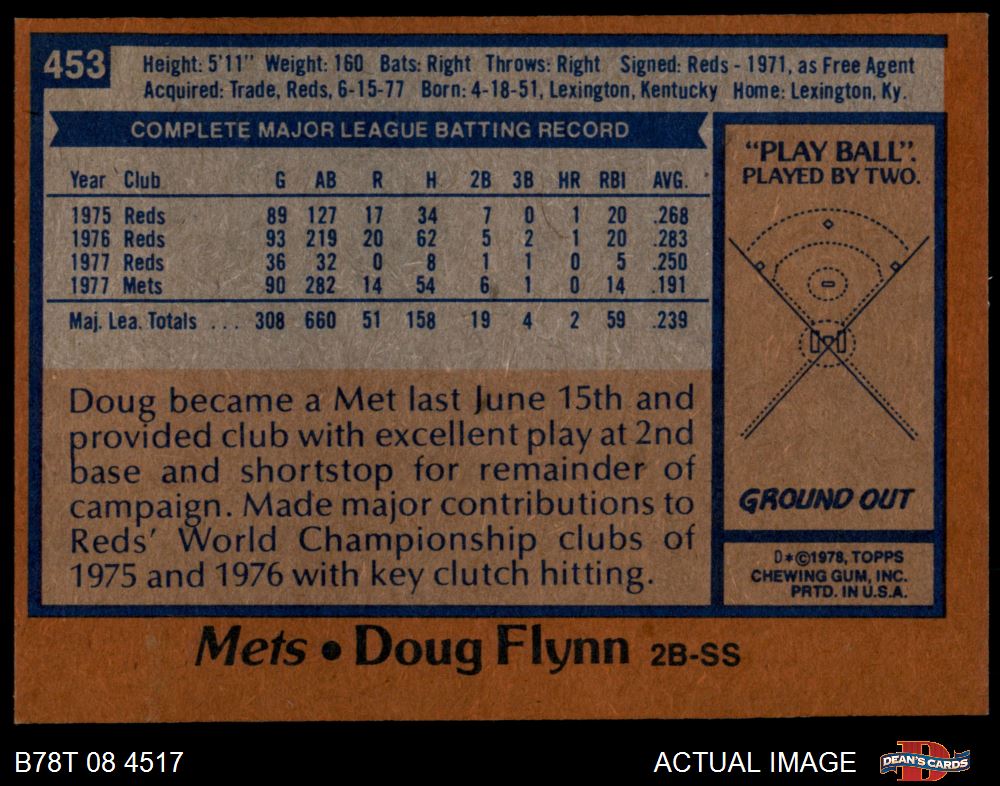 453
Height: 5'11" Weight: 160 Bats: Right Throws: Right Signed: Reds - 1971, as Free Agent
Acquired: Trade, Reds, 6-15-77 Born: 4-18-51, Lexington, Kentucky Home: Lexington, Ky.
COMPLETE MAJOR LEAGUE BATTING RECORD
Year Club G AB R H 2B 3B HR RBI AVG.
1975 Reds 89 127 17 34 7 0 1 20 .268
1976 Reds 93 219 20 62 5 2 1 20 .283
1977 Reds 36 32 0 8 1 1 0 5 .250
1977 Mets 90 282 14 54 6 1 0 14 .191
Maj. Lea. Totals ... 308 660 51 158 19 4 2 59 .239
Doug became a Met last June 15th and
provided club with excellent play at 2nd
base and shortstop for remainder of
campaign. Made major contributions to
Reds' World Championship clubs of
1975 and 1976 with key clutch hitting.
"PLAY BALL".
PLAYED BY TWO.
GROUND OUT
D*©1978, TOPPS
CHEWING GUM, INC.
PRTD. IN U.S.A.
Mets • Doug Flynn 2B-SS
B78T 08 4517
ACTUAL IMAGE
D
DEAN'S CARDS